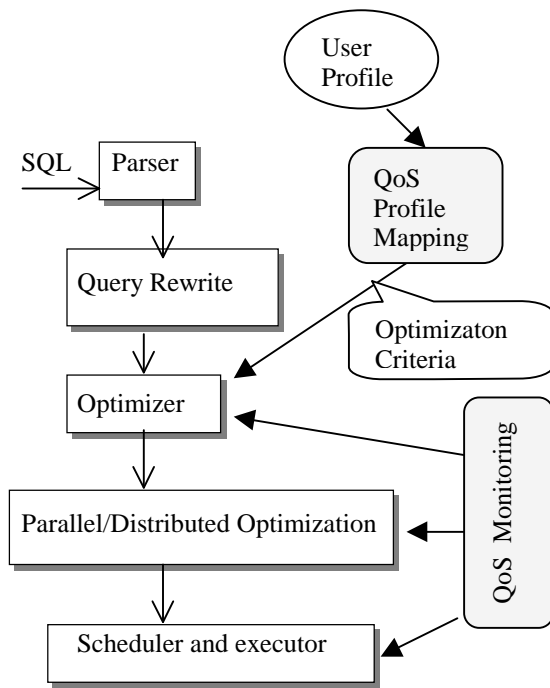 User
Profile
SQL
Parser
QoS
Profile
Mapping
Query Rewrite
Optimizaton
Criteria
Optimizer
QoS Monitoring
Parallel/Distributed Optimization
Scheduler and executor